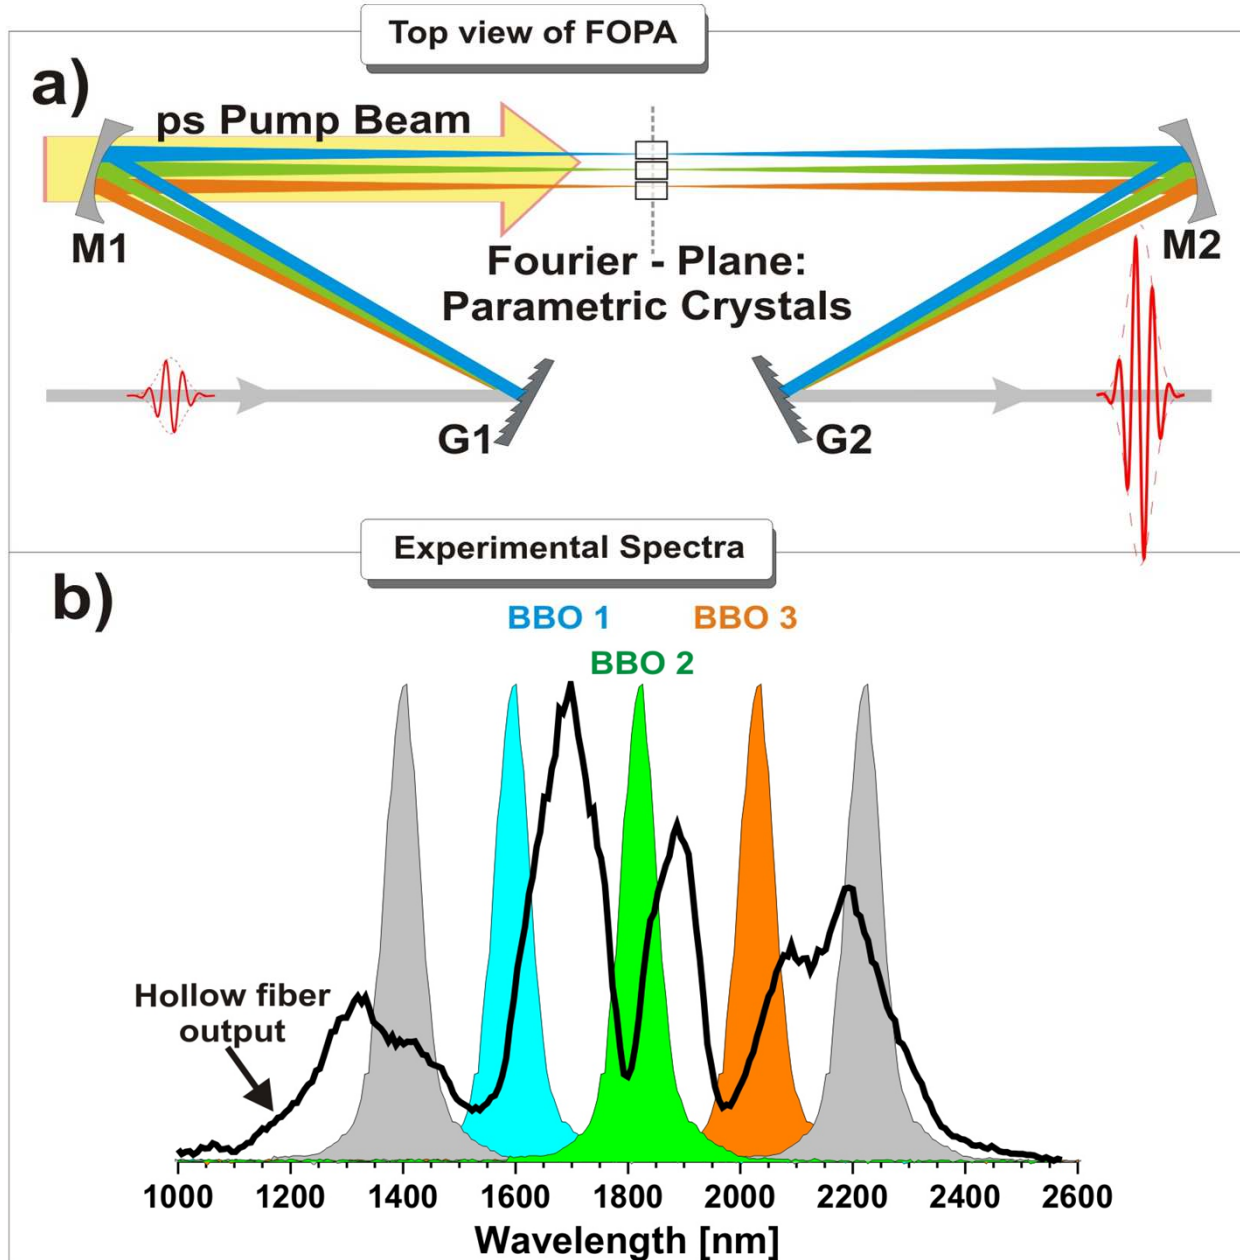 Top view of FOPA
a)
ps Pump Beam
M1
M2
Fourier - Plane:
Parametric Crystals
G1
G2
Experimental Spectra
b)
BBO 1
BBO 3
BBO 2
Hollow fiber
output
1000 1200 1400 1600 1800 2000 2200 2400 2600
Wavelength [nm]